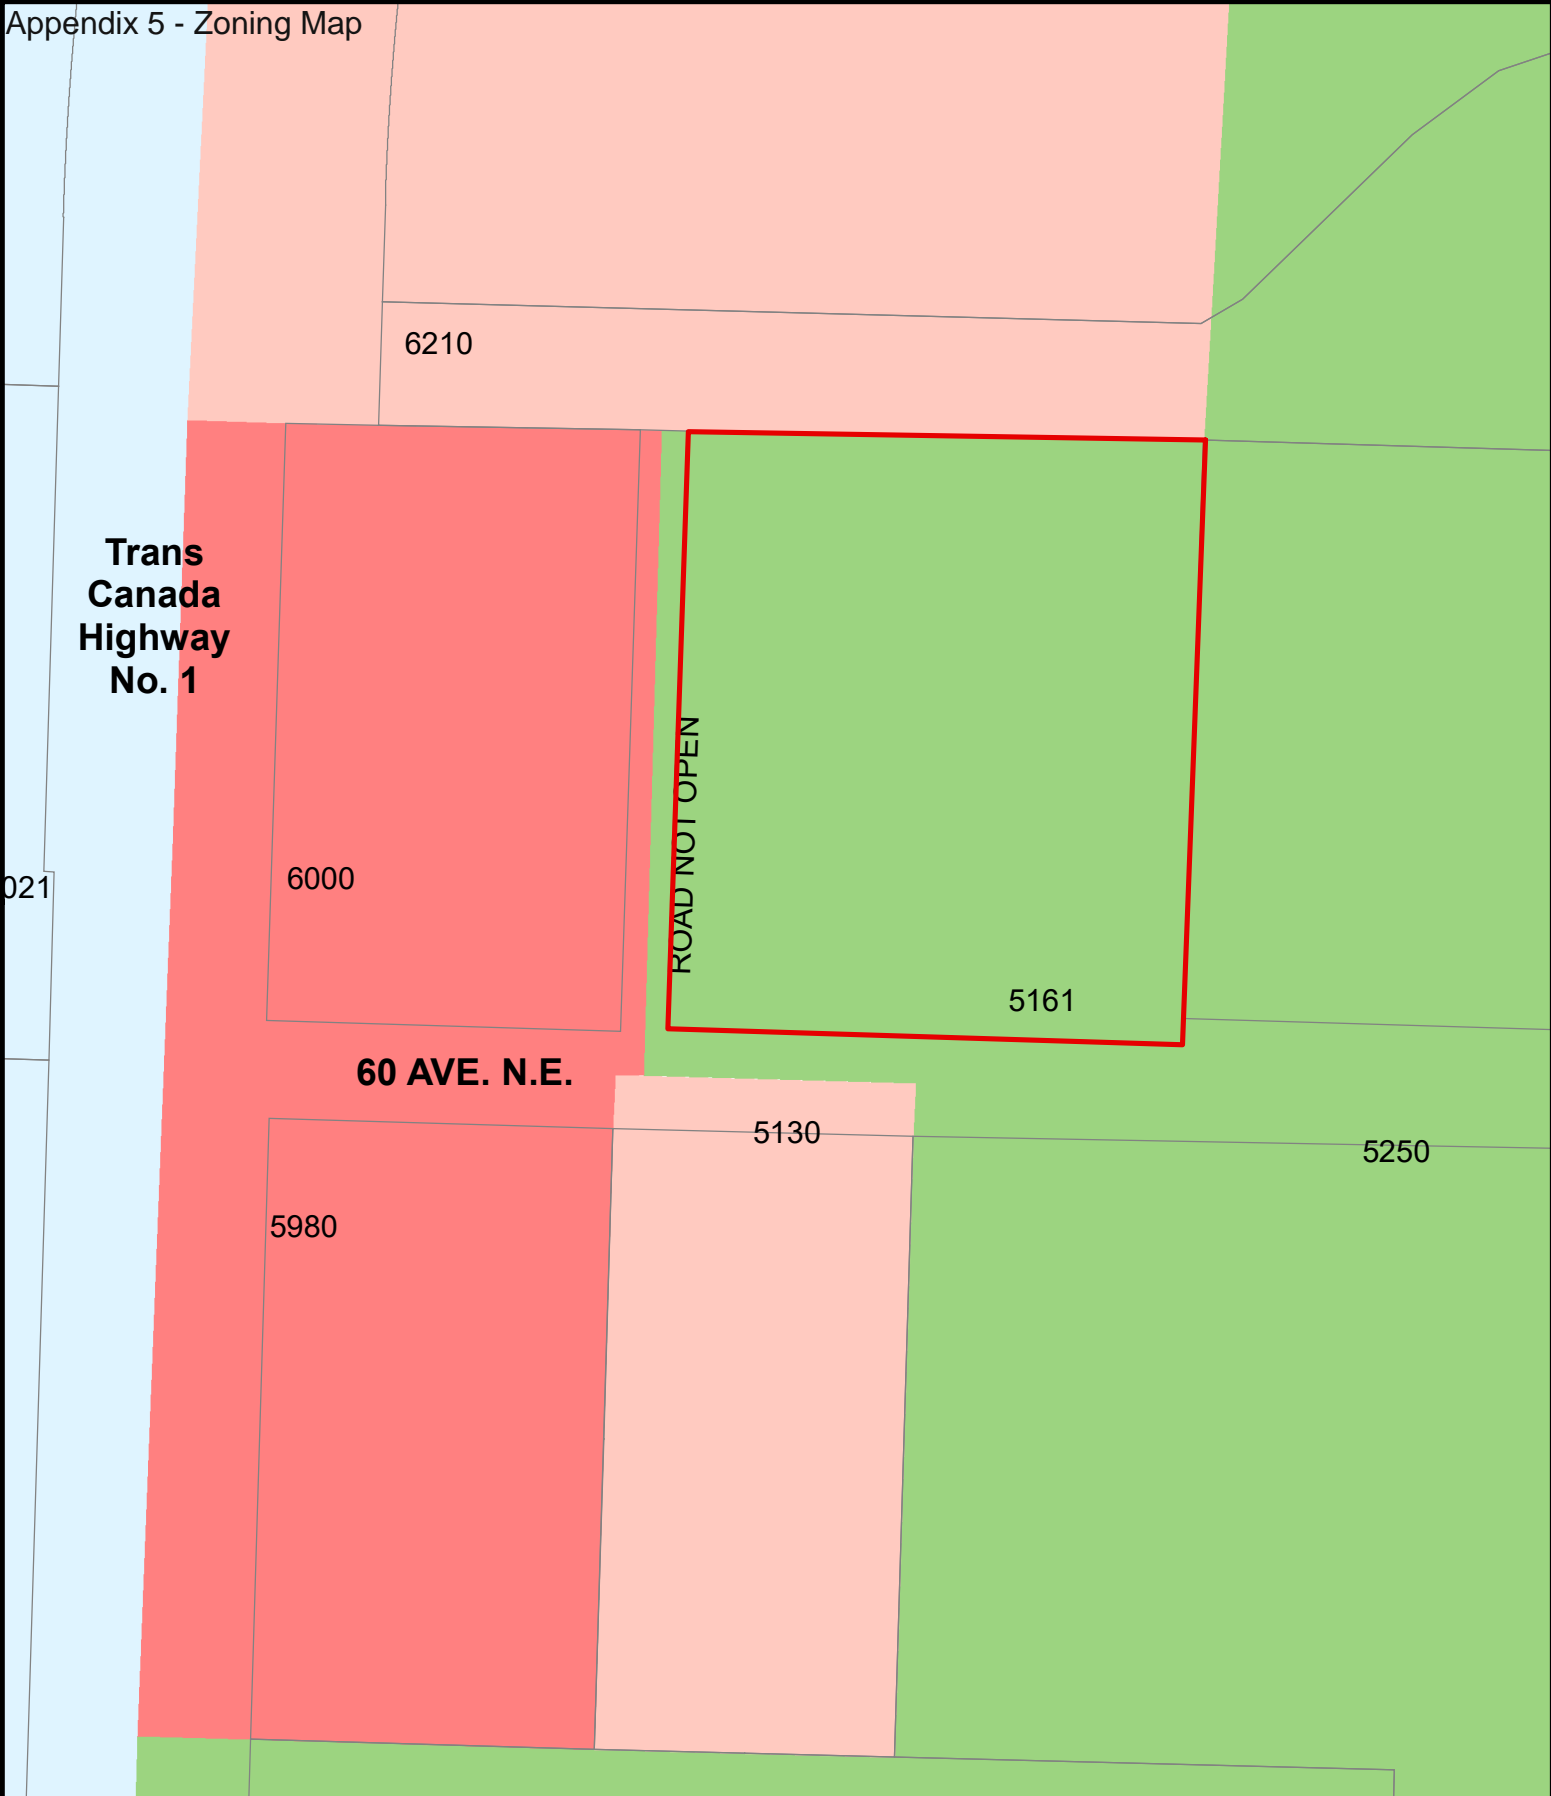 Appendix 5 - Zoning Map
6210
Trans
Canada
Highway
No. 1
ROAD NOT OPEN
6000
021
5161
60 AVE. N.E.
5130
5250
5980